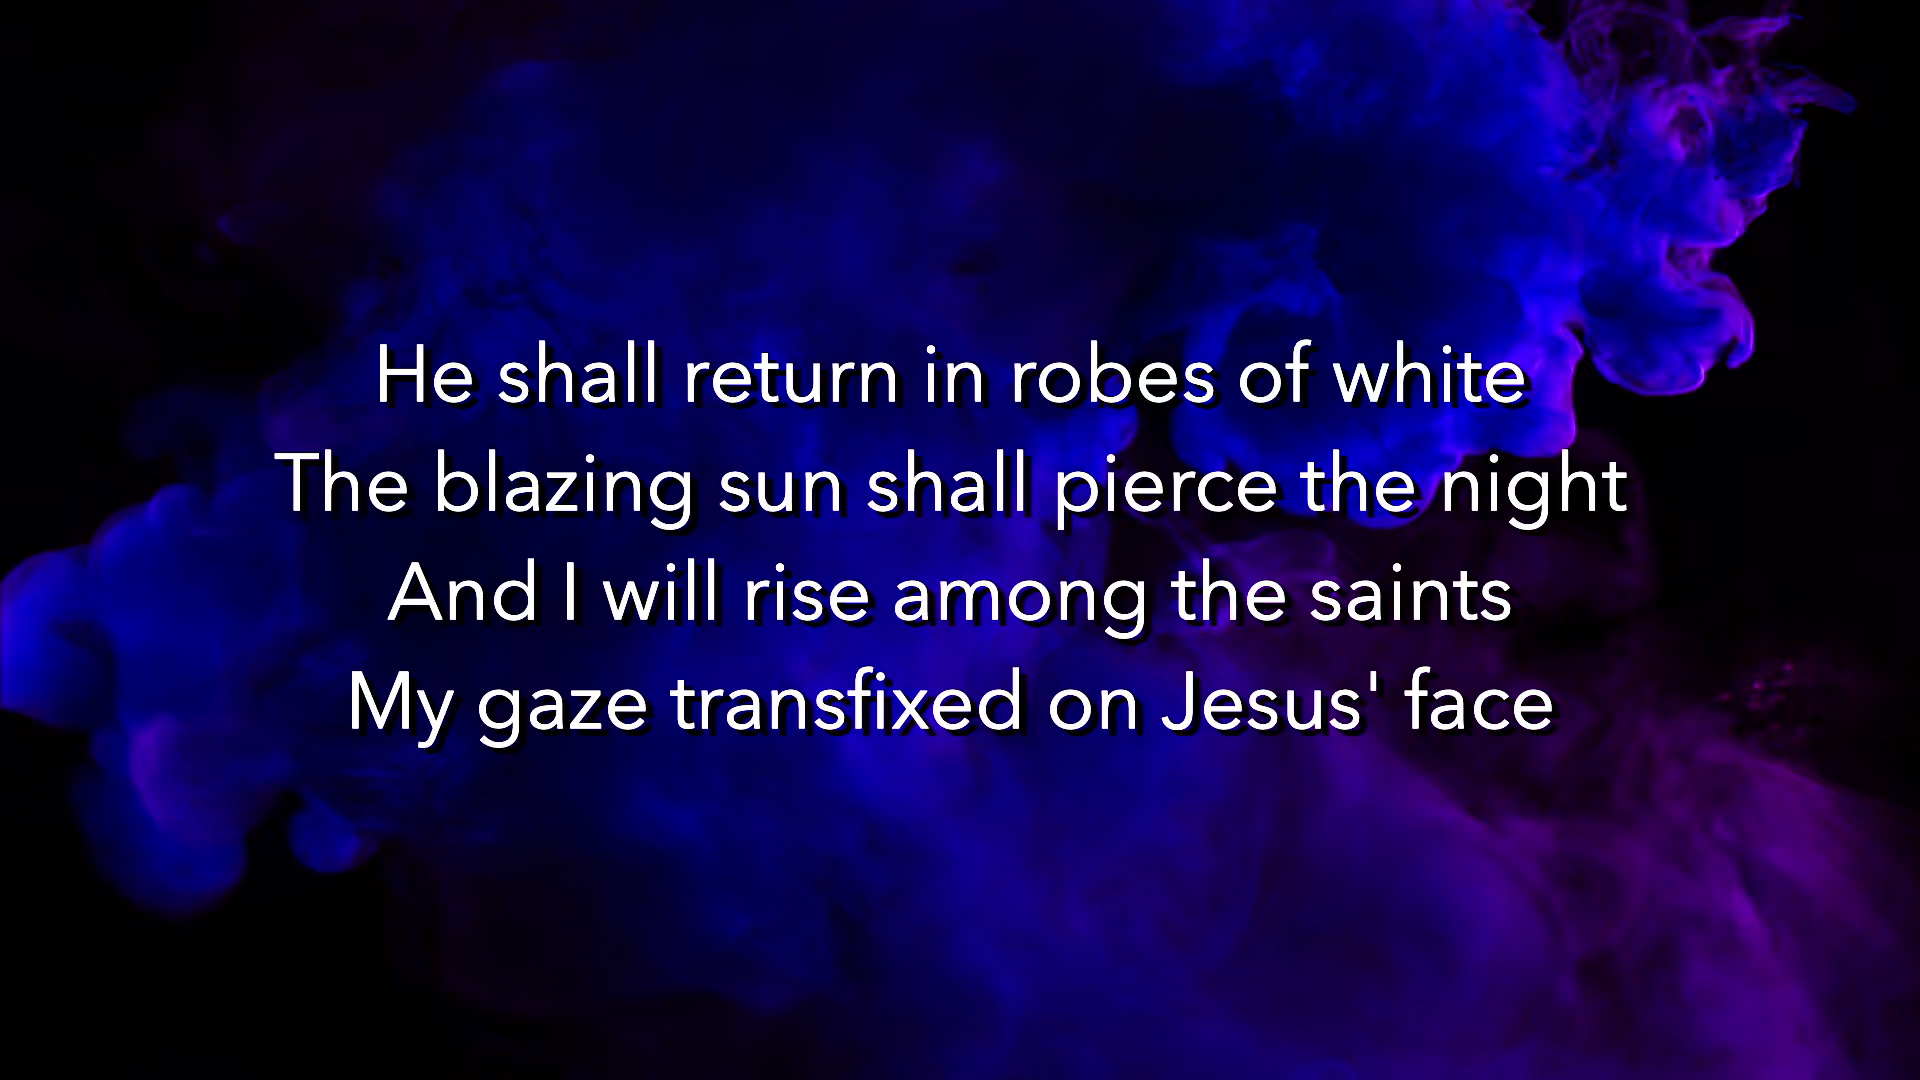 He shall return in robes of white
The blazing sun shall pierce the night
And I will rise among the saints
My gaze transfixed on Jesus' face